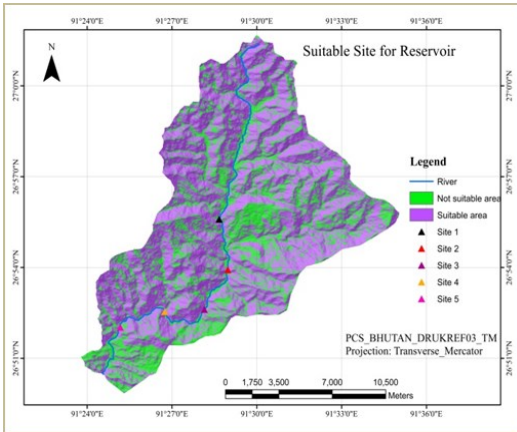 91°24'0"E 91°27'0"E 91°30'0"E 91°33'0"E 91°36'0"E
N
Suitable Site for Reservoir
27°0'0"N
27°0'0"N
26°57'0"N
26°57'0"N
26°54'0"N
26°54'0"N
26°51'0"N
26°51'0"N
Legend
River
Not suitable area
Suitable area
Site 1
Site 2
Site 3
Site 4
Site 5
PCS_BHUTAN_DRUKREF03_TM
Projection: Transverse_Mercator
0 1,750 3,500 7,000 10,500
Meters
91°24'0"E 91°27'0"E 91°30'0"E 91°33'0"E 91°36'0"E